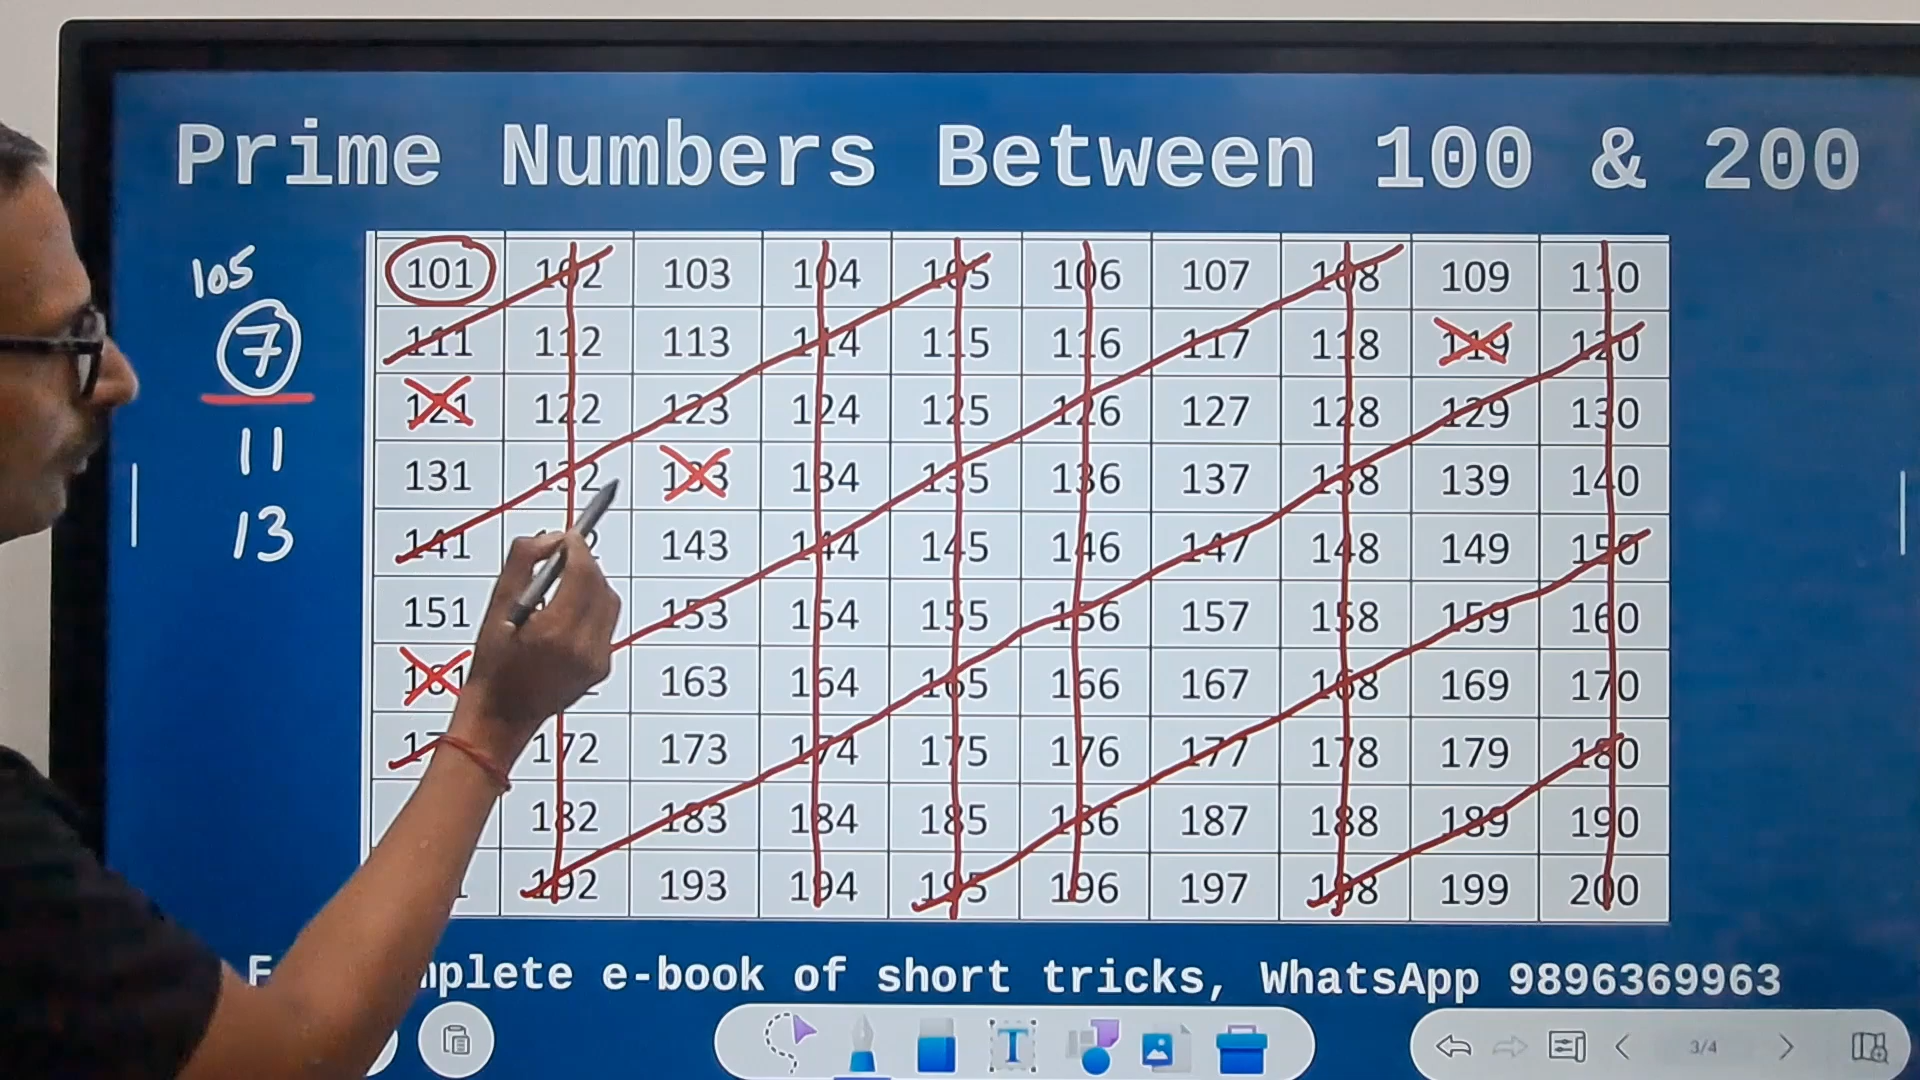 Prime Numbers Between 100 & 200
105
7
11
13
101 102 103 104 105 106 107 108 109 110
111 112 113 114 115 116 117 118 119 120
121 122 123 124 125 126 127 128 129 130
131 132 133 134 135 136 137 138 139 140
141 143 144 145 146 147 148 149 150
151 153 154 155 156 157 158 159 160
161 163 164 165 166 167 168 169 170
172 173 174 175 176 177 178 179 180
182 183 184 185 186 187 188 189 190
192 193 194 195 196 197 198 199 200
e-book of short tricks, WhatsApp 9896369963
T
3/4